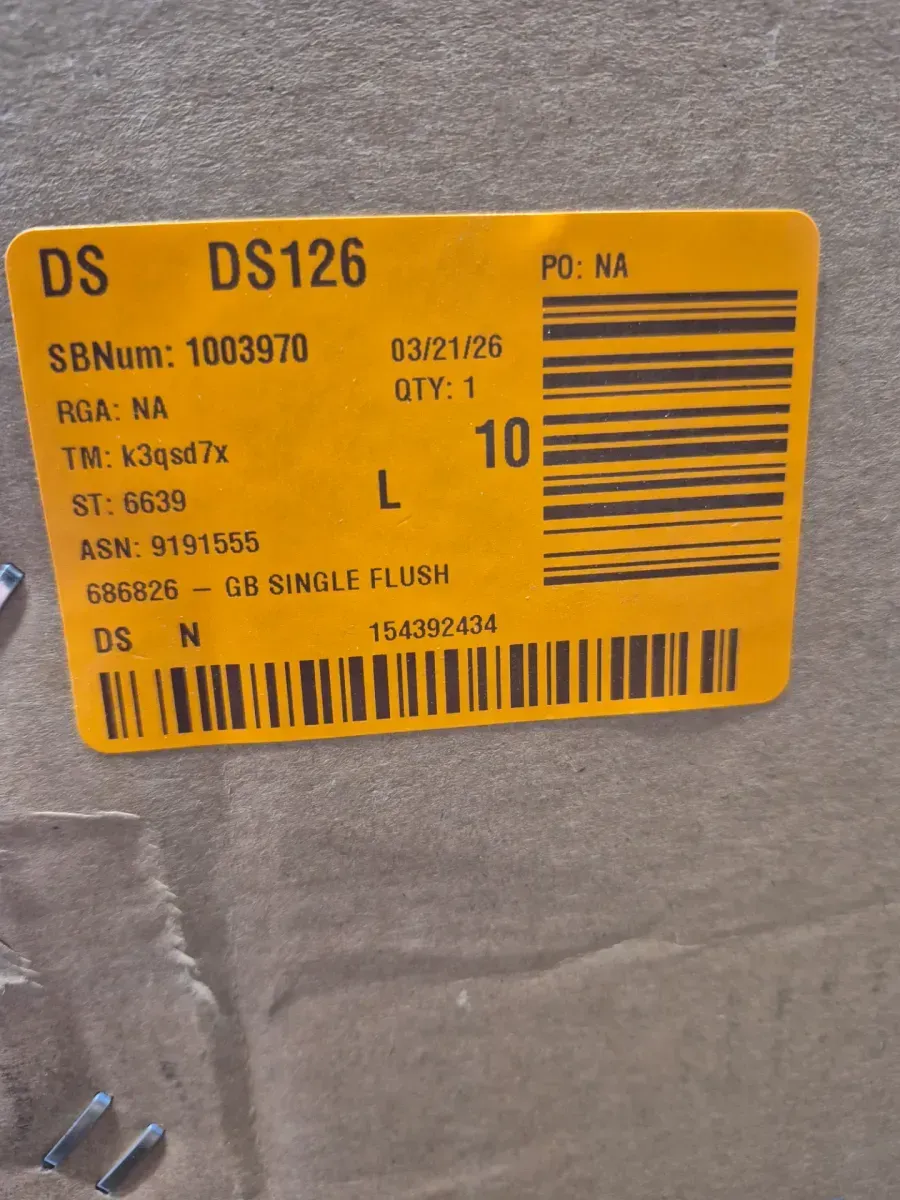 DS DS126 PO: NA
SBNum: 1003970 03/21/26
RGA: NA QTY: 1
TM: k3qsd7x 10
ST: 6639 L
ASN: 9191555
686826 – GB SINGLE FLUSH
DS N 154392434